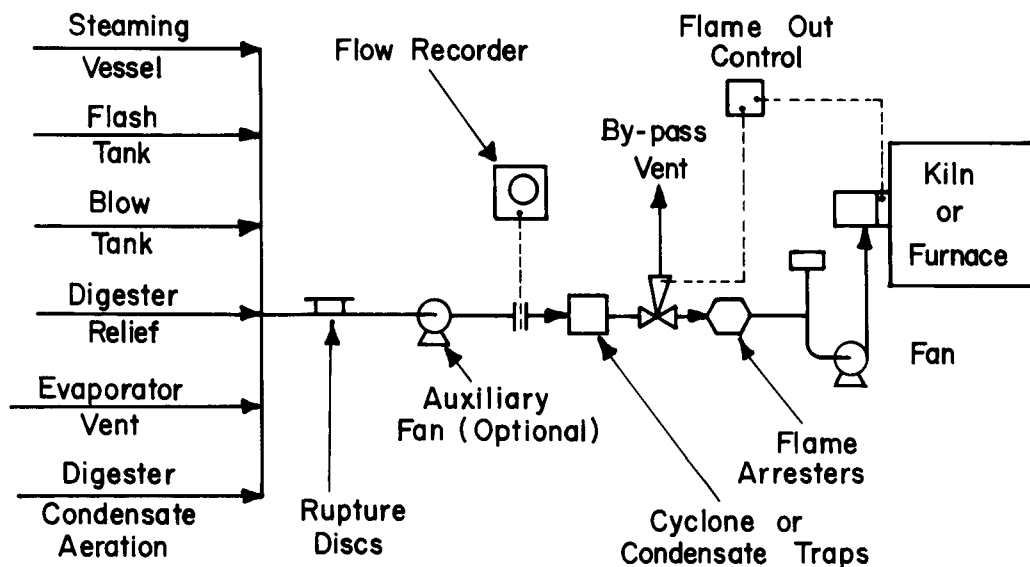 Steaming
Vessel
Flash
Tank
Blow
Tank
Digester
Relief
Evaporator
Vent
Digester
Condensate
Aeration
Flow Recorder
Rupture
Discs
Auxiliary
Fan (Optional)
By-pass
Vent
Flame Out
Control
Cyclone or
Condensate Traps
Flame
Arresters
Fan
Kiln
or
Furnace